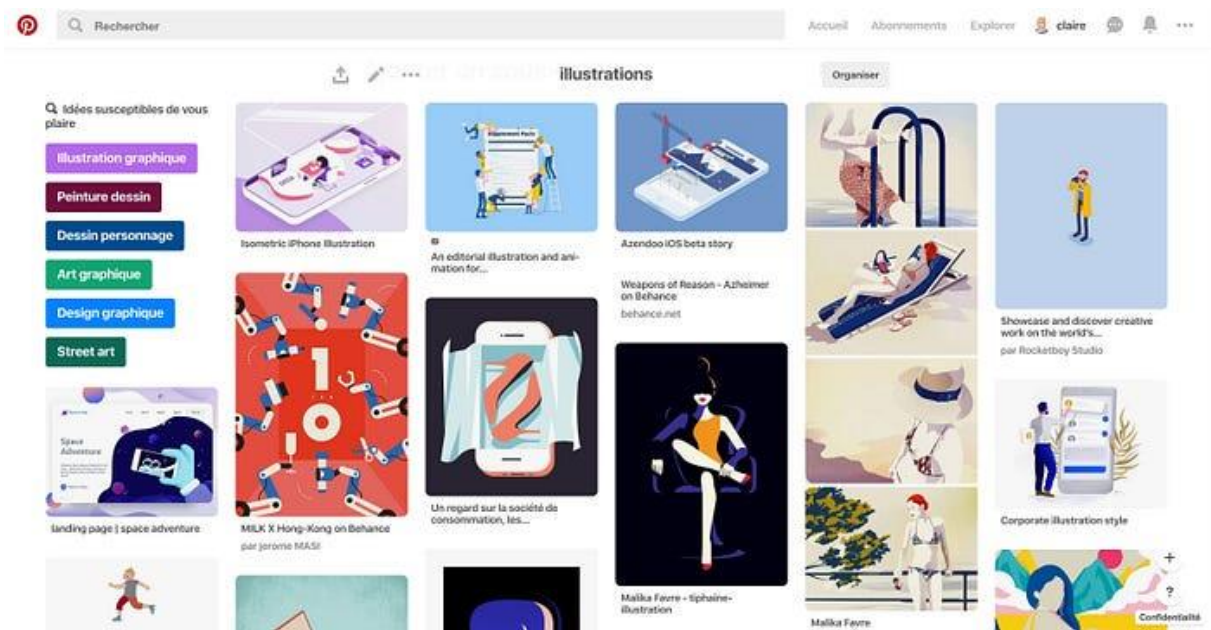 Rechercher
Accueil Abonnements Explorer claire
illustrations
Organiser
Idées susceptibles de vous
plaire
Illustration graphique
Peinture dessin
Dessin personnage
Art graphique
Design graphique
Street art
Space
Adventure
landing page | space adventure
Isometric iPhone Illustration
10
MILK X Hong-Kong on Behance
par jerome MASI
An editorial illustration and ani-
mation for...
Un regard sur la société de
consommation, les...
Azendoo iOS beta story
Weapons of Reason - Azheimer
on Behance
behance.net
Malika Favre - tiphaine-
illustration
Malika Favre
Showcase and discover creative
work on the world's...
par Rocketboy Studio
Corporate illustration style
+
?
Confidentialité